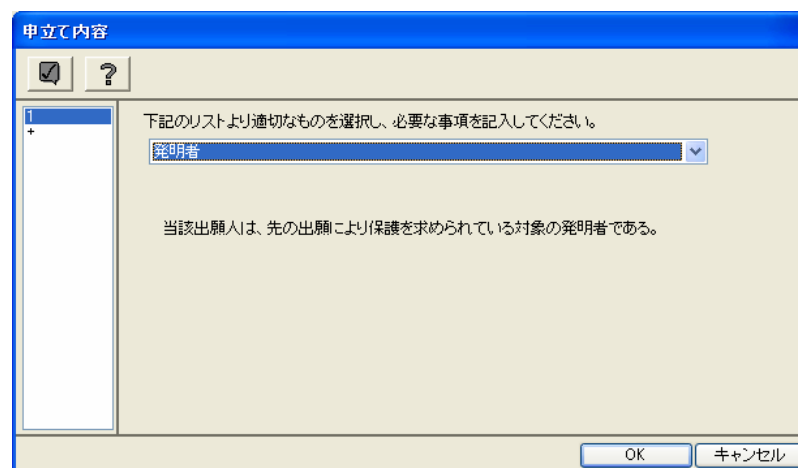 申立て内容
?
1
+
下記のリストより適切なものを選択し、必要な事項を記入してください。
発明者
当該出願人は、先の出願により保護を求められている対象の発明者である。
OK
キャンセル